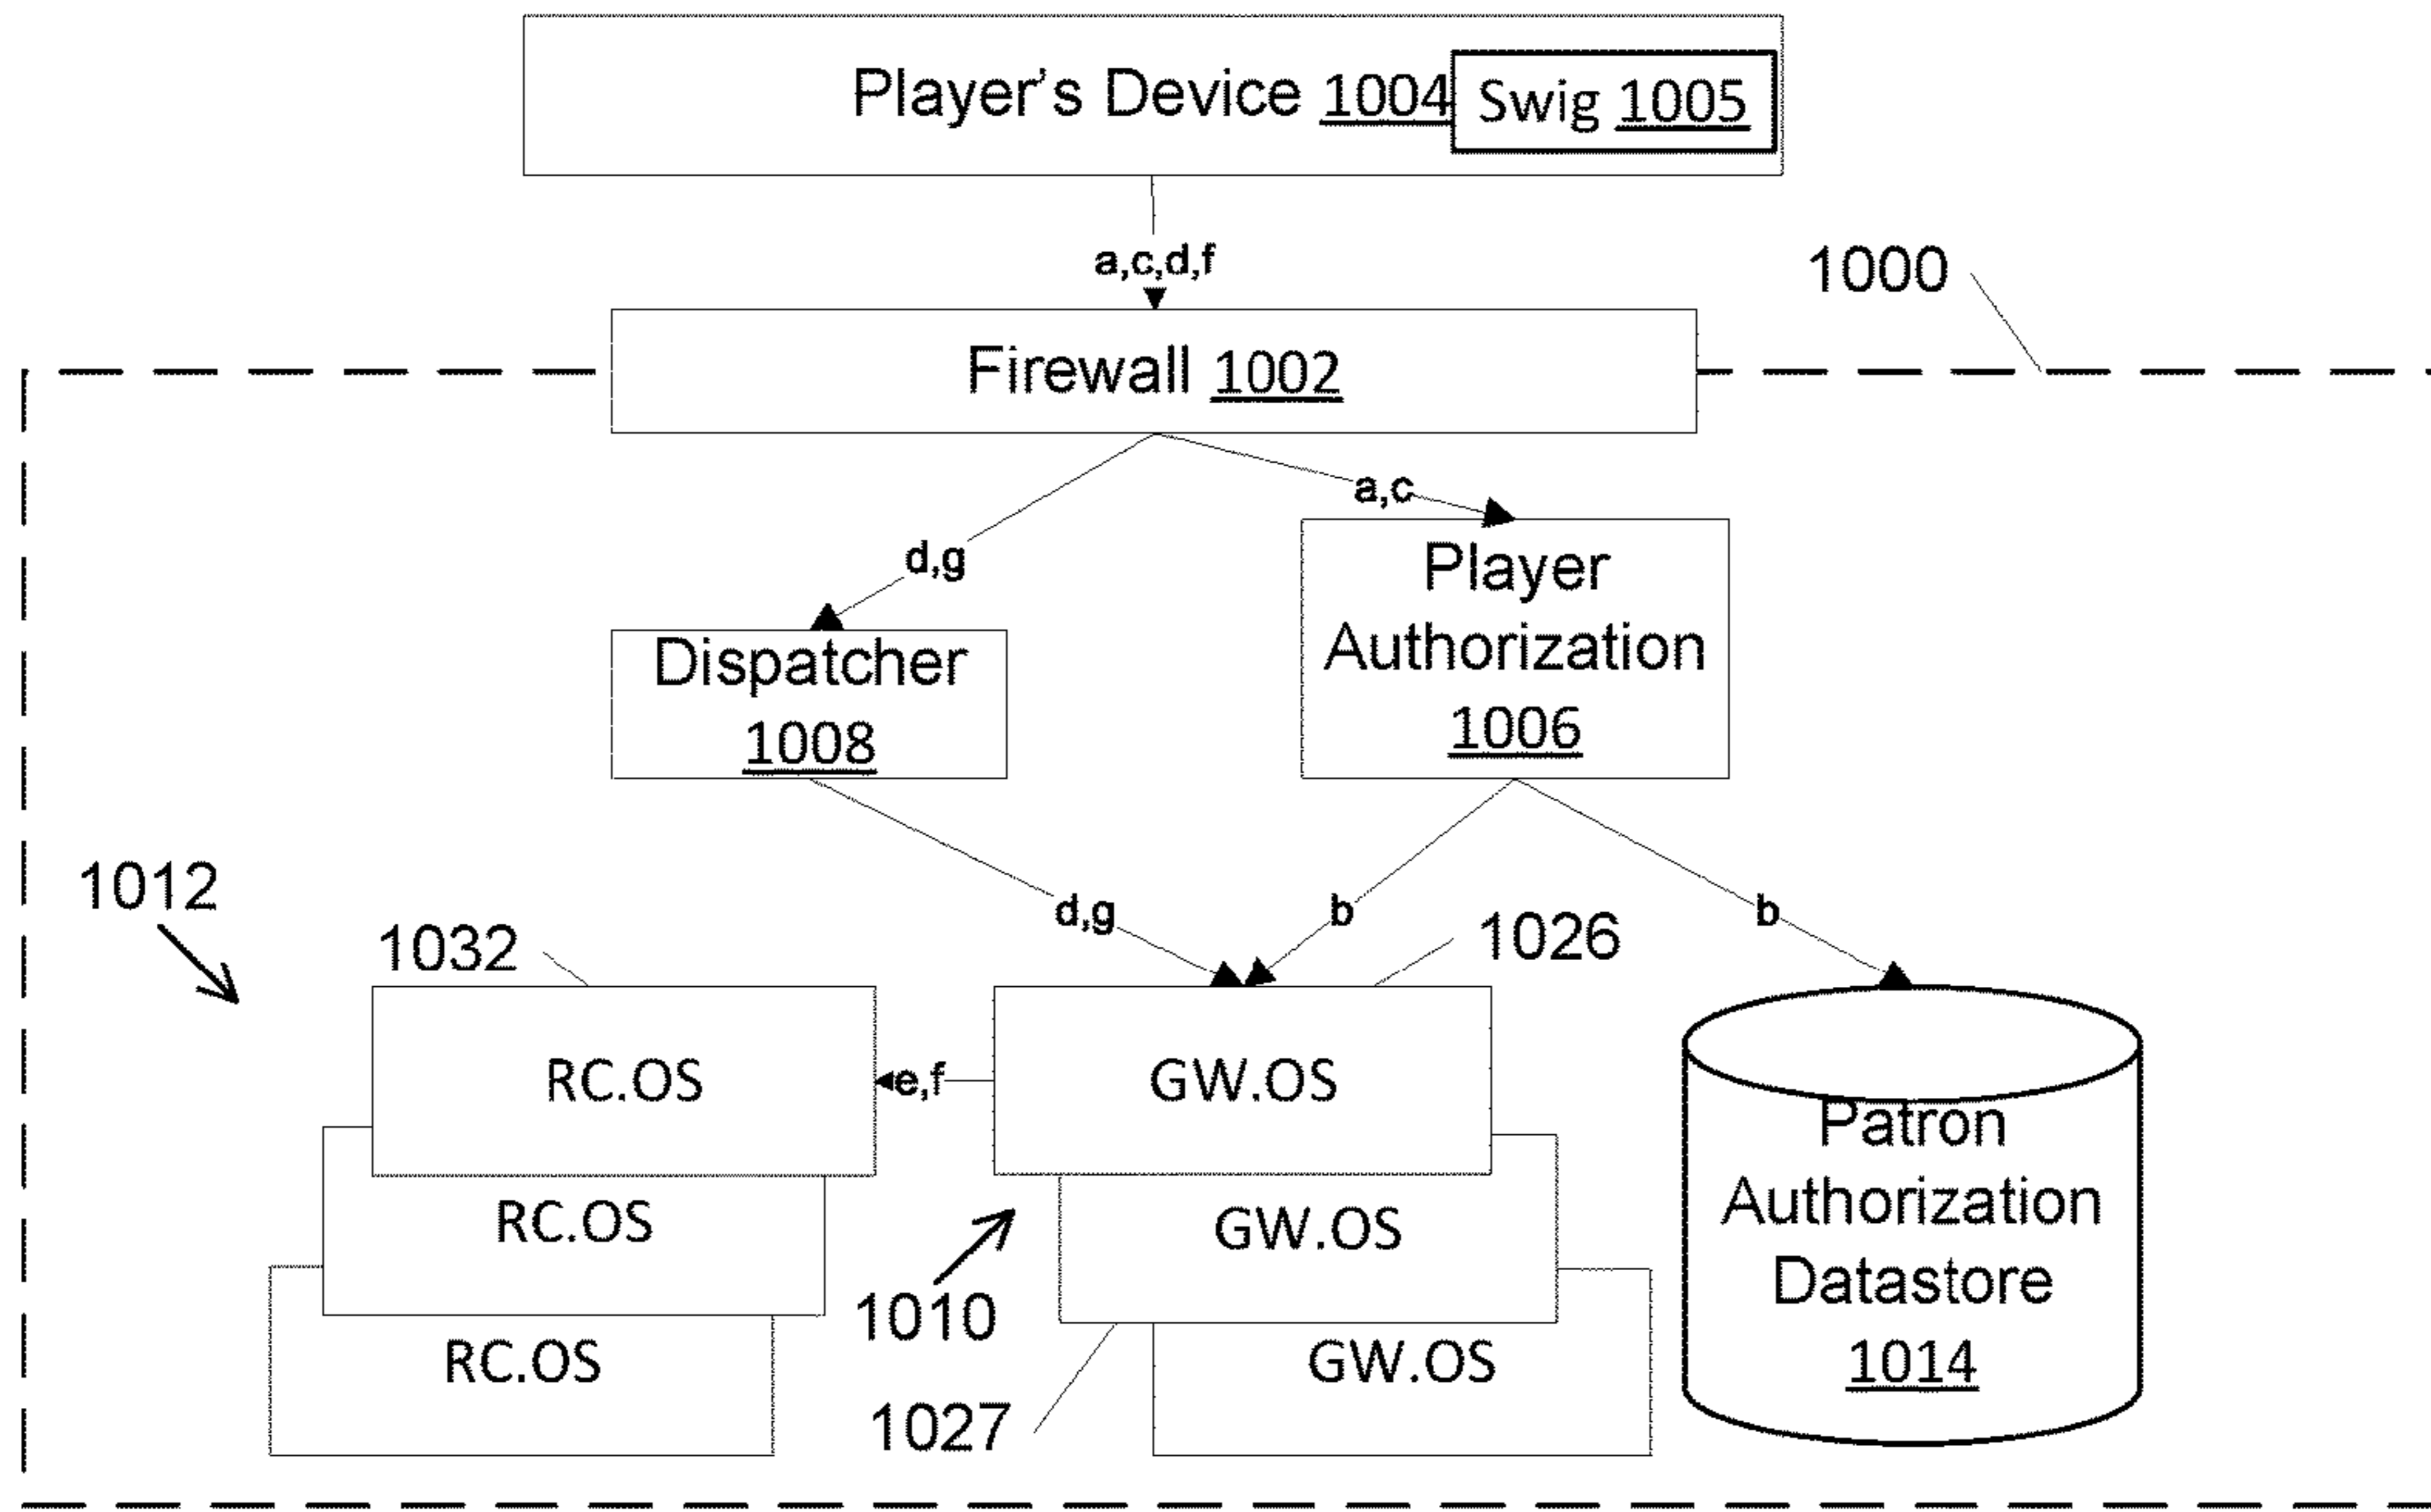 Player's Device 1004
Swig 1005
a,c,d,f
1000
Firewall 1002
a,c
d,g
Player
Authorization
1006
Dispatcher
1008
1012
d,g
b
b
1032
1026
RC.OS
e,f
GW.OS
Patron
Authorization
Datastore
1014
RC.OS
GW.OS
1010
RC.OS
GW.OS
1027